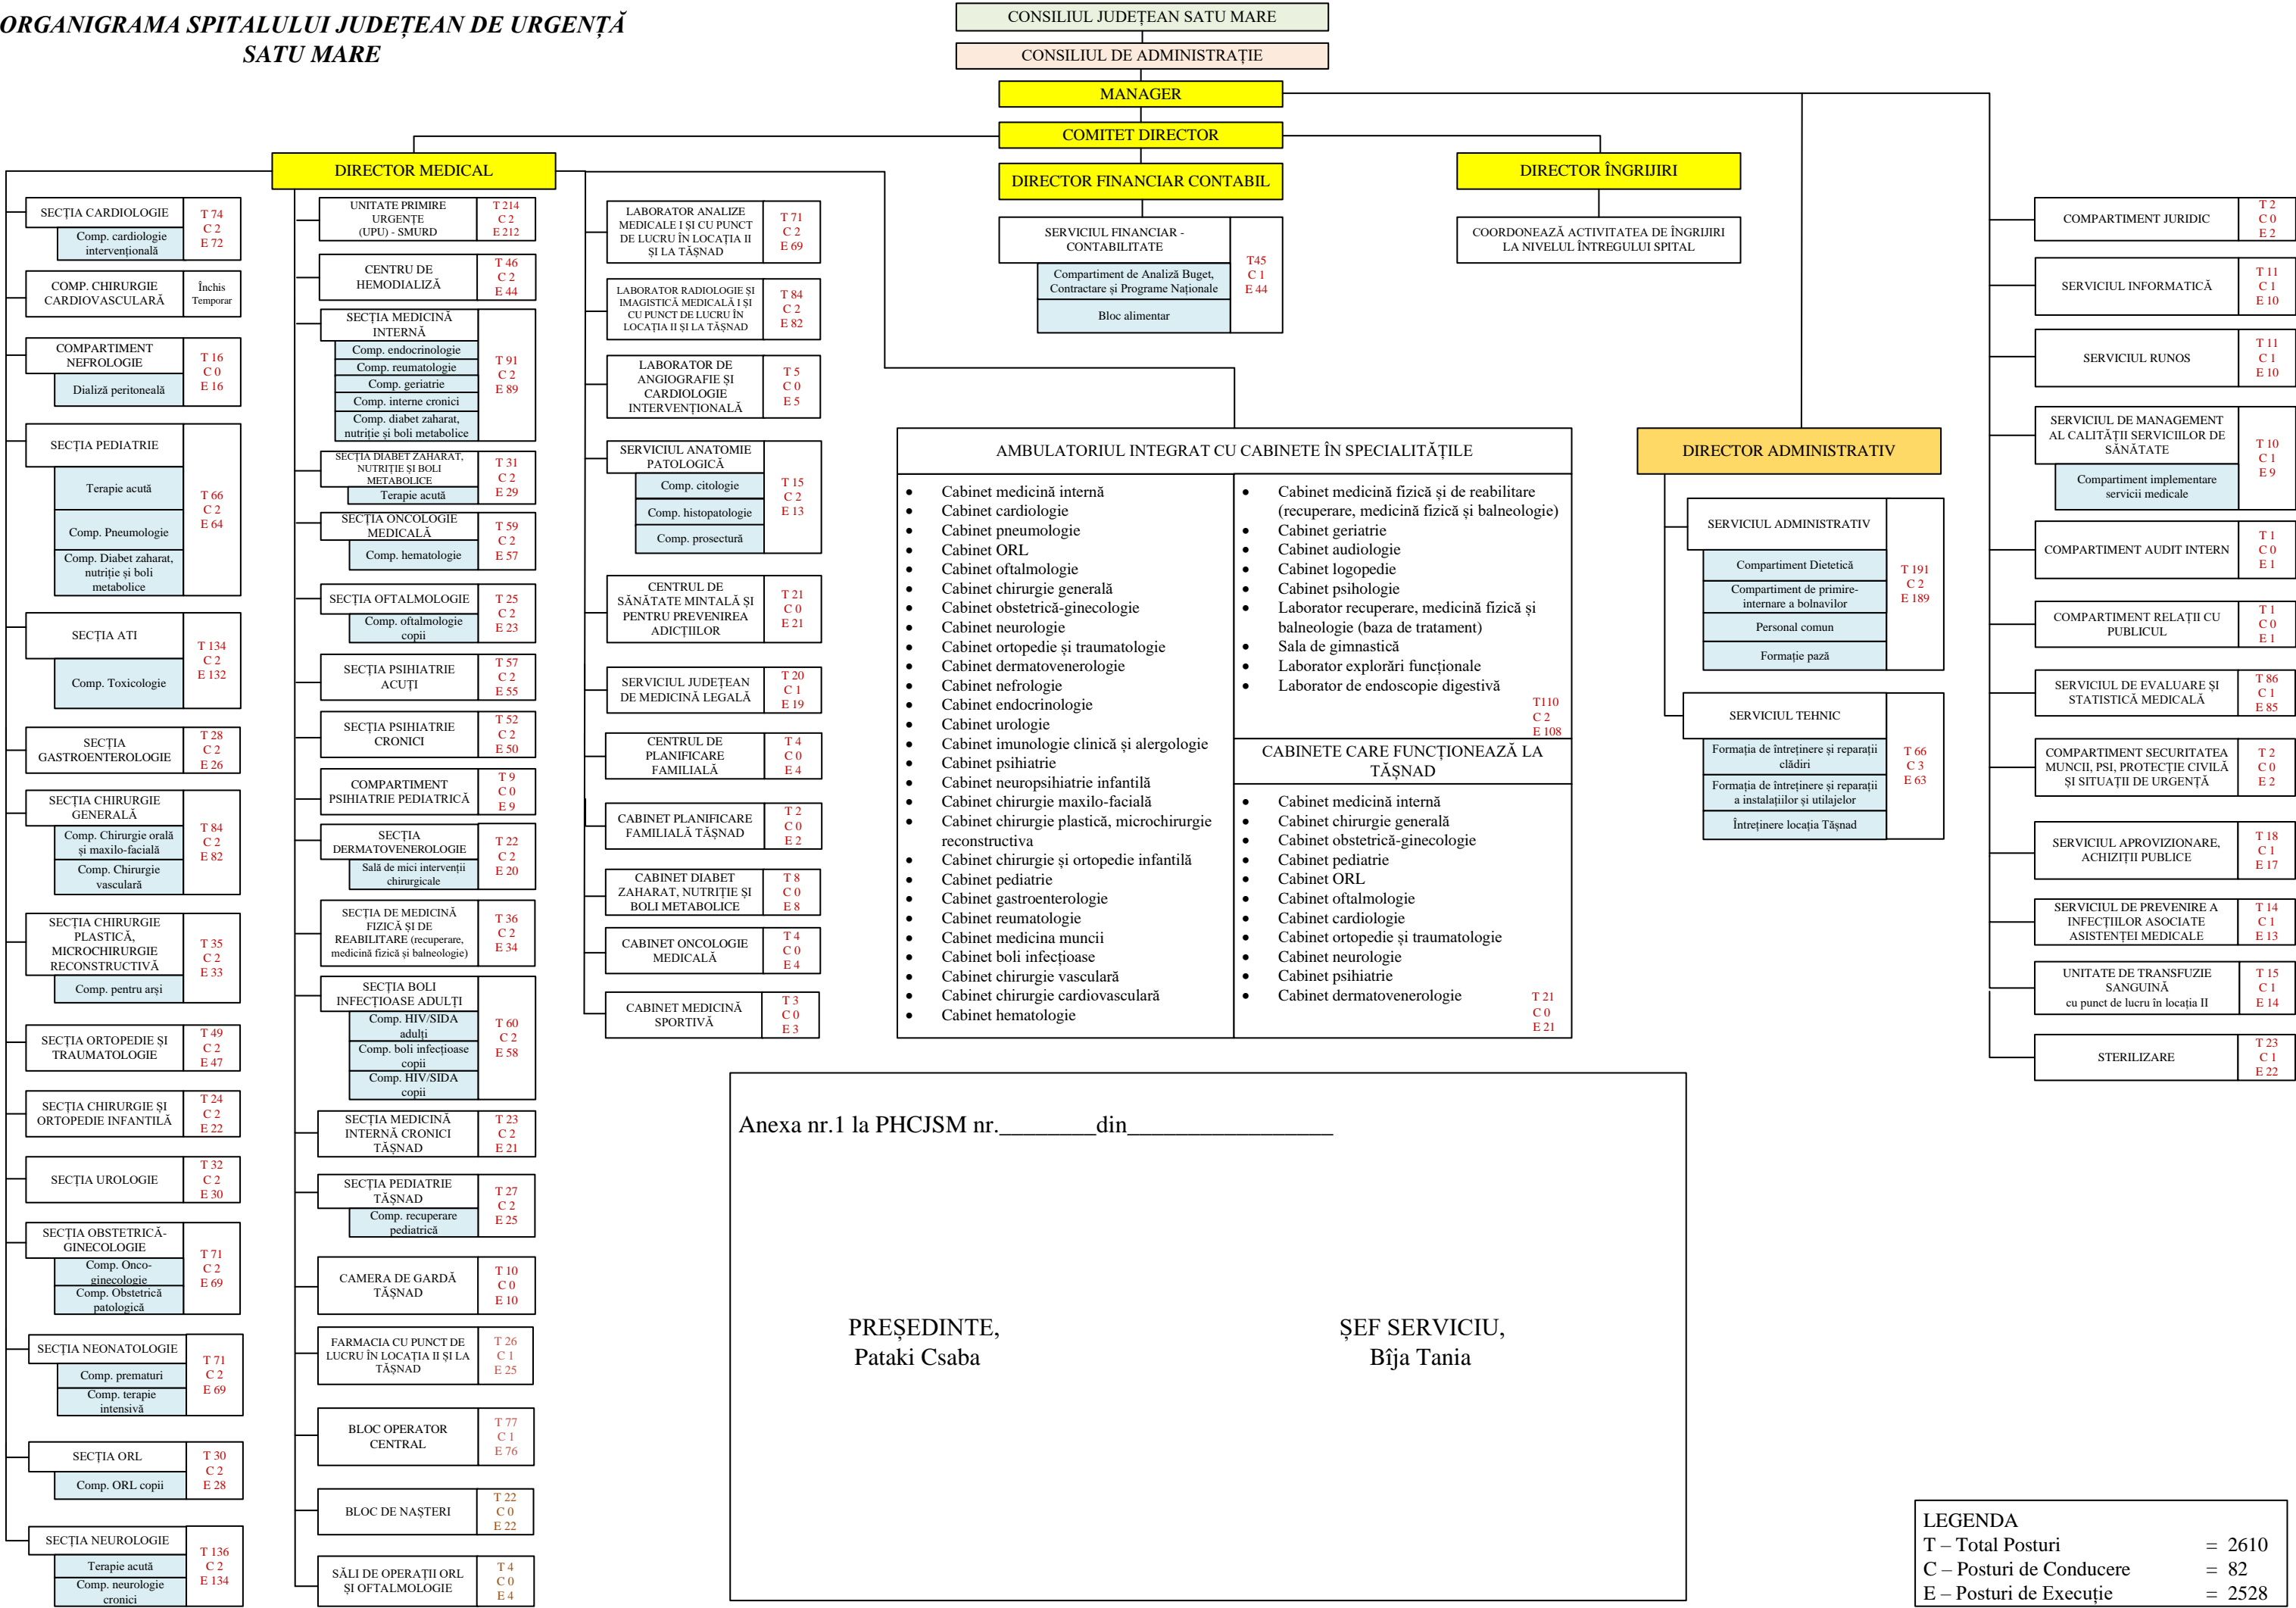 ORGANIGRAMA SPITALULUI JUDEȚEAN DE URGENȚĂ
SATU MARE
CONSILIUL JUDEȚEAN SATU MARE
CONSILIUL DE ADMINISTRAȚIE
MANAGER
COMITET DIRECTOR
DIRECTOR MEDICAL
DIRECTOR FINANCIAR CONTABIL
DIRECTOR ÎNGRIJIRI
SECȚIA CARDIOLOGIE
Comp. cardiologie
intervențională
T 74
C 2
E 72
COMP. CHIRURGIE
CARDIOVASCULARĂ
Închis
Temporar
COMPARTIMENT
NEFROLOGIE
Dializă peritoneală
T 16
C 0
E 16
SECȚIA PEDIATRIE
Terapie acută
Comp. Pneumologie
Comp. Diabet zaharat,
nutriție și boli
metabolice
T 66
C 2
E 64
SECȚIA ATI
Comp. Toxicologie
T 134
C 2
E 132
SECȚIA
GASTROENTEROLOGIE
T 28
C 2
E 26
SECȚIA CHIRURGIE
GENERALĂ
Comp. Chirurgie orală
și maxilo-facială
Comp. Chirurgie
vasculară
T 84
C 2
E 82
SECȚIA CHIRURGIE
PLASTICĂ,
MICROCHIRURGIE
RECONSTRUCTIVĂ
Comp. pentru arși
T 35
C 2
E 33
SECȚIA ORTOPEDIE ȘI
TRAUMATOLOGIE
T 49
C 2
E 47
SECȚIA CHIRURGIE ȘI
ORTOPEDIE INFANTILĂ
T 24
C 2
E 22
SECȚIA UROLOGIE
T 32
C 2
E 30
SECȚIA OBSTETRICĂ-
GINECOLOGIE
Comp. Onco-
ginecologie
Comp. Obstetrică
patologică
T 71
C 2
E 69
SECȚIA NEONATOLOGIE
Comp. prematuri
Comp. terapie
intensivă
T 71
C 2
E 69
SECȚIA ORL
Comp. ORL copii
T 30
C 2
E 28
SECȚIA NEUROLOGIE
Terapie acută
Comp. neurologie
cronici
T 136
C 2
E 134
UNITATE PRIMIRE
URGENȚE
(UPU) - SMURD
T 214
C 2
E 212
CENTRU DE
HEMODIALIZĂ
T 46
C 2
E 44
SECȚIA MEDICINĂ
INTERNĂ
Comp. endocrinologie
Comp. reumatologie
Comp. geriatrie
Comp. interne cronici
Comp. diabet zaharat,
nutriție și boli metabolice
T 91
C 2
E 89
SECȚIA DIABET ZAHARAT,
NUTRIȚIE ȘI BOLI
METABOLICE
Terapie acută
T 31
C 2
E 29
SECȚIA ONCOLOGIE
MEDICALĂ
Comp. hematologie
T 59
C 2
E 57
SECȚIA OFTALMOLOGIE
Comp. oftalmologie
copii
T 25
C 2
E 23
SECȚIA PSIHIATRIE
ACUȚI
T 57
C 2
E 55
SECȚIA PSIHIATRIE
CRONICI
T 52
C 2
E 50
COMPARTIMENT
PSIHIATRIE PEDIATRICĂ
T 9
C 0
E 9
SECȚIA
DERMATOVENEROLOGIE
Sală de mici intervenții
chirurgicale
T 22
C 2
E 20
SECȚIA DE MEDICINĂ
FIZICĂ ȘI DE
REABILITARE (recuperare,
medicină fizică și balneologie)
T 36
C 2
E 34
SECȚIA BOLI
INFECȚIOASE ADULȚI
Comp. HIV/SIDA
adulți
Comp. boli infecțioase
copii
Comp. HIV/SIDA
copii
T 60
C 2
E 58
SECȚIA MEDICINĂ
INTERNĂ CRONICI
TĂȘNAD
T 23
C 2
E 21
SECȚIA PEDIATRIE
TĂȘNAD
Comp. recuperare
pediatrică
T 27
C 2
E 25
CAMERA DE GARDĂ
TĂȘNAD
T 10
C 0
E 10
FARMACIA CU PUNCT DE
LUCRU ÎN LOCAȚIA II ȘI LA
TĂȘNAD
T 26
C 1
E 25
BLOC OPERATOR
CENTRAL
T 77
C 1
E 76
BLOC DE NAȘTERI
T 22
C 0
E 22
SĂLI DE OPERAȚII ORL
ȘI OFTALMOLOGIE
T 4
C 0
E 4
LABORATOR ANALIZE
MEDICALE I ȘI CU PUNCT
DE LUCRU ÎN LOCAȚIA II
ȘI LA TĂȘNAD
T 71
C 2
E 69
LABORATOR RADIOLOGIE ȘI
IMAGISTICĂ MEDICALĂ I ȘI
CU PUNCT DE LUCRU ÎN
LOCAȚIA II ȘI LA TĂȘNAD
T 84
C 2
E 82
LABORATOR DE
ANGIOGRAFIE ȘI
CARDIOLOGIE
INTERVENȚIONALĂ
T 5
C 0
E 5
SERVICIUL ANATOMIE
PATOLOGICĂ
Comp. citologie
Comp. histopatologie
Comp. prosectură
T 15
C 2
E 13
CENTRUL DE
SĂNĂTATE MINTALĂ ȘI
PENTRU PREVENIREA
ADICȚIILOR
T 21
C 0
E 21
SERVICIUL JUDEȚEAN
DE MEDICINĂ LEGALĂ
T 20
C 1
E 19
CENTRUL DE
PLANIFICARE
FAMILIALĂ
T 4
C 0
E 4
CABINET PLANIFICARE
FAMILIALĂ TĂȘNAD
T 2
C 0
E 2
CABINET DIABET
ZAHARAT, NUTRIȚIE ȘI
BOLI METABOLICE
T 8
C 0
E 8
CABINET ONCOLOGIE
MEDICALĂ
T 4
C 0
E 4
CABINET MEDICINĂ
SPORTIVĂ
T 3
C 0
E 3
SERVICIUL FINANCIAR -
CONTABILITATE
Compartiment de Analiză Buget,
Contractare și Programe Naționale
Bloc alimentar
T45
C 1
E 44
COORDONEAZĂ ACTIVITATEA DE ÎNGRIJIRI
LA NIVELUL ÎNTREGULUI SPITAL
AMBULATORIUL INTEGRAT CU CABINETE ÎN SPECIALITĂȚILE
• Cabinet medicină internă
• Cabinet cardiologie
• Cabinet pneumologie
• Cabinet ORL
• Cabinet oftalmologie
• Cabinet chirurgie generală
• Cabinet obstetrică-ginecologie
• Cabinet neurologie
• Cabinet ortopedie și traumatologie
• Cabinet dermatovenerologie
• Cabinet nefrologie
• Cabinet endocrinologie
• Cabinet urologie
• Cabinet imunologie clinică și alergologie
• Cabinet psihiatrie
• Cabinet neuropsihiatrie infantilă
• Cabinet chirurgie maxilo-facială
• Cabinet chirurgie plastică, microchirurgie
reconstructiva
• Cabinet chirurgie și ortopedie infantilă
• Cabinet pediatrie
• Cabinet gastroenterologie
• Cabinet reumatologie
• Cabinet medicina muncii
• Cabinet boli infecțioase
• Cabinet chirurgie vasculară
• Cabinet chirurgie cardiovasculară
• Cabinet hematologie
• Cabinet medicină fizică și de reabilitare
(recuperare, medicină fizică și balneologie)
• Cabinet geriatrie
• Cabinet audiologie
• Cabinet logopedie
• Cabinet psihologie
• Laborator recuperare, medicină fizică și
balneologie (baza de tratament)
• Sala de gimnastică
• Laborator explorări funcționale
• Laborator de endoscopie digestivă
T110
C 2
E 108
CABINETE CARE FUNCȚIONEAZĂ LA
TĂȘNAD
• Cabinet medicină internă
• Cabinet chirurgie generală
• Cabinet obstetrică-ginecologie
• Cabinet pediatrie
• Cabinet ORL
• Cabinet oftalmologie
• Cabinet cardiologie
• Cabinet ortopedie și traumatologie
• Cabinet neurologie
• Cabinet psihiatrie
• Cabinet dermatovenerologie
T 21
C 0
E 21
DIRECTOR ADMINISTRATIV
SERVICIUL ADMINISTRATIV
Compartiment Dietetică
Compartiment de primire-
internare a bolnavilor
Personal comun
Formație pază
T 191
C 2
E 189
SERVICIUL TEHNIC
Formația de întreținere și reparații
clădiri
Formația de întreținere și reparații
a instalațiilor și utilajelor
Întreținere locația Tășnad
T 66
C 3
E 63
COMPARTIMENT JURIDIC
T 2
C 0
E 2
SERVICIUL INFORMATICĂ
T 11
C 1
E 10
SERVICIUL RUNOS
T 11
C 1
E 10
SERVICIUL DE MANAGEMENT
AL CALITĂȚII SERVICIILOR DE
SĂNĂTATE
Compartiment implementare
servicii medicale
T 10
C 1
E 9
COMPARTIMENT AUDIT INTERN
T 1
C 0
E 1
COMPARTIMENT RELAȚII CU
PUBLICUL
T 1
C 0
E 1
SERVICIUL DE EVALUARE ȘI
STATISTICĂ MEDICALĂ
T 86
C 1
E 85
COMPARTIMENT SECURITATEA
MUNCII, PSI, PROTECȚIE CIVILĂ
ȘI SITUAȚII DE URGENȚĂ
T 2
C 0
E 2
SERVICIUL APROVIZIONARE,
ACHIZIȚII PUBLICE
T 18
C 1
E 17
SERVICIUL DE PREVENIRE A
INFECȚIILOR ASOCIATE
ASISTENȚEI MEDICALE
T 14
C 1
E 13
UNITATE DE TRANSFUZIE
SANGUINĂ
cu punct de lucru în locația II
T 15
C 1
E 14
STERILIZARE
T 23
C 1
E 22
Anexa nr.1 la PHCJSM nr.________din_________________
PREȘEDINTE,
Pataki Csaba
ȘEF SERVICIU,
Bîja Tania
LEGENDA
T – Total Posturi = 2610
C – Posturi de Conducere = 82
E – Posturi de Execuție = 2528